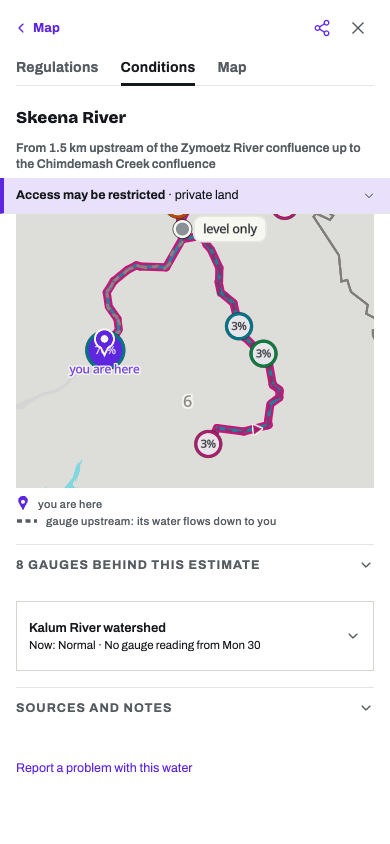 Map
Regulations
Conditions
Map
Skeena River
From 1.5 km upstream of the Zymoetz River confluence up to
the Chimdemash Creek confluence
Access may be restricted · private land
level only
3%
3%
you are here
6
3%
you are here
gauge upstream: its water flows down to you
8 GAUGES BEHIND THIS ESTIMATE
Kalum River watershed
Now: Normal · No gauge reading from Mon 30
SOURCES AND NOTES
Report a problem with this water